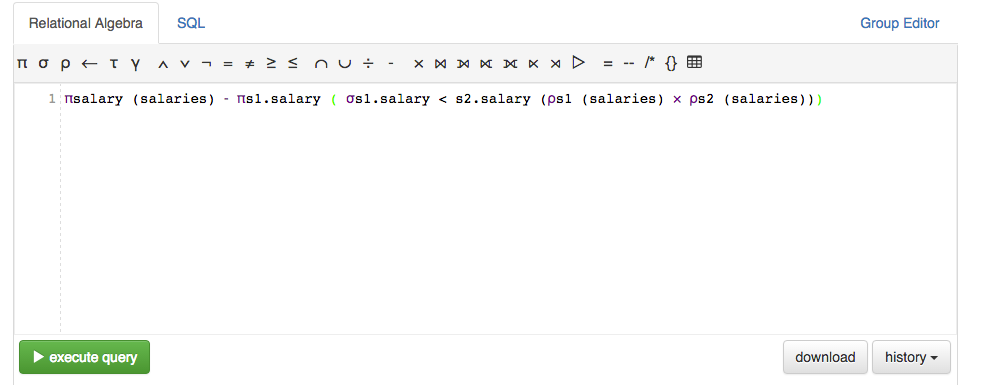 Relational Algebra SQL Group Editor
π σ ρ ← τ γ ∧ ∨ ¬ = ≠ ≥ ≤ ∩ ∪ ÷ - × ⋈ ⟕ ⟖ ⟗ ⋉ ⋊ ▷ = -- /* {}
1 πsalary (salaries) - πs1.salary ( σs1.salary < s2.salary (ρs1 (salaries) × ρs2 (salaries)))
execute query download history